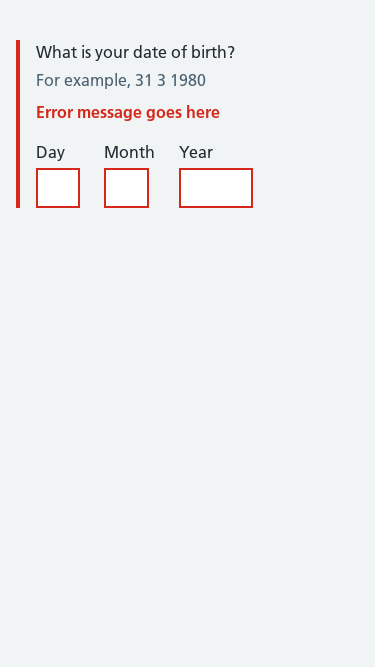 What is your date of birth?
For example, 31 3 1980
Error message goes here
Day Month Year